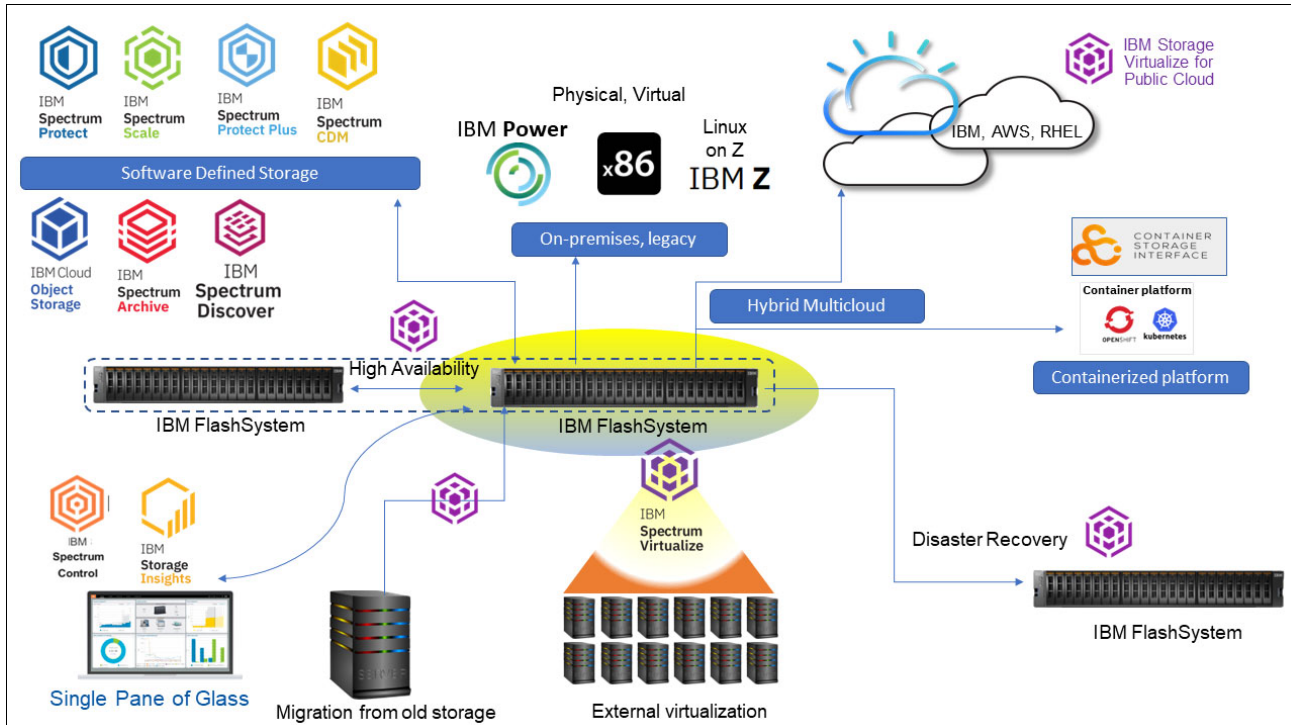 IBM
Spectrum
Protect
IBM
Spectrum
Scale
IBM
Spectrum
Protect Plus
IBM
Spectrum
CDM
Software Defined Storage
IBM Cloud
Object
Storage
IBM
Spectrum
Archive
IBM
Spectrum
Discover
Physical, Virtual
IBM Power
x86
Linux
on Z
IBM Z
On-premises, legacy
IBM, AWS, RHEL
IBM Storage
Virtualize for
Public Cloud
Hybrid Multicloud
CONTAINER
STORAGE
INTERFACE
Container platform
OPENSHIFT
kubernetes
Containerized platform
High Availability
IBM FlashSystem
IBM FlashSystem
IBM
Spectrum
Virtualize
IBM :
Spectrum
Control
IBM
Storage
Insights
Single Pane of Glass
Migration from old storage
External virtualization
Disaster Recovery
IBM FlashSystem